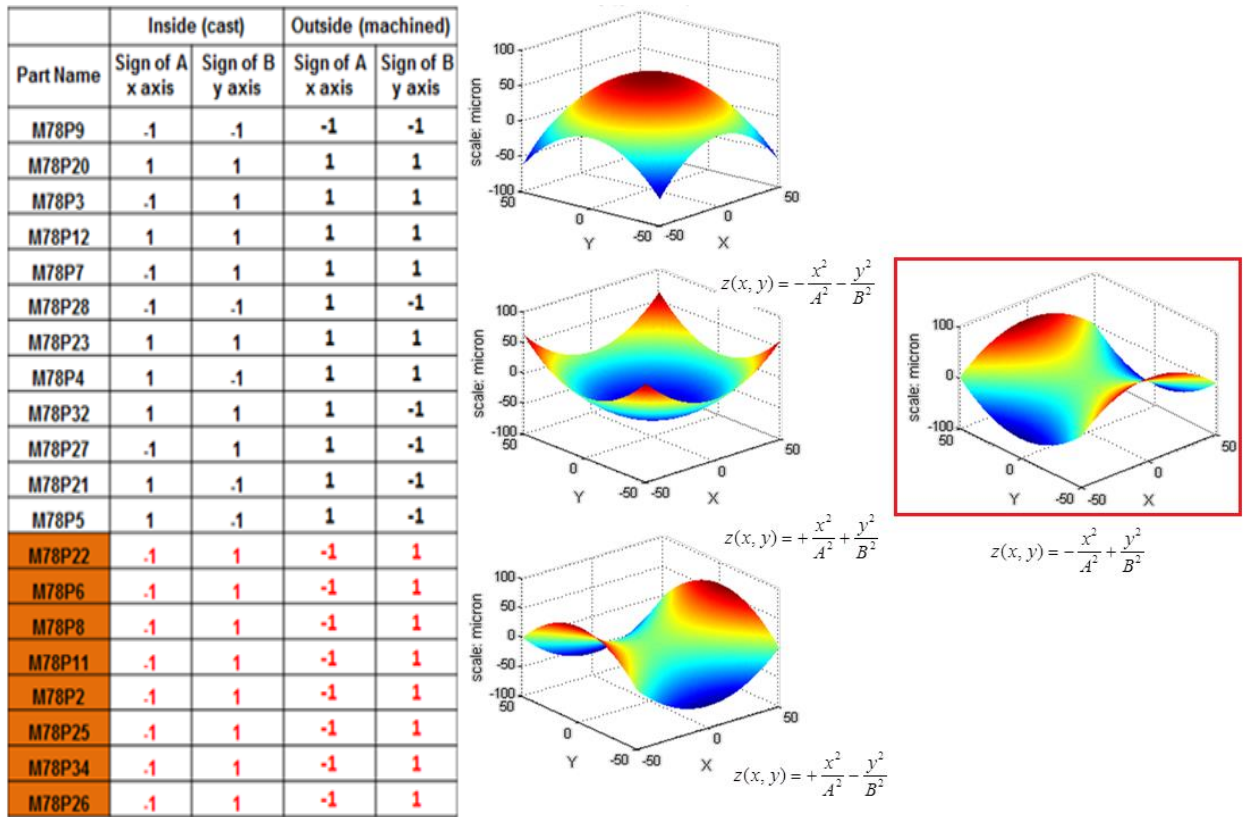 Inside (cast) Outside (machined)
Part Name Sign of A x axis Sign of B y axis Sign of A x axis Sign of B y axis
M78P9 -1 -1 -1 -1
M78P20 1 1 1 1
M78P3 -1 1 1 1
M78P12 1 1 1 1
M78P7 -1 1 1 1
M78P28 -1 -1 1 -1
M78P23 1 1 1 1
M78P4 1 -1 1 1
M78P32 1 1 1 -1
M78P27 -1 1 1 -1
M78P21 1 -1 1 -1
M78P5 1 -1 1 -1
M78P22 -1 1 -1 1
M78P6 -1 1 -1 1
M78P8 -1 1 -1 1
M78P11 -1 1 -1 1
M78P2 -1 1 -1 1
M78P25 -1 1 -1 1
M78P34 -1 1 -1 1
M78P26 -1 1 -1 1
scale: micron
100
50
0
-50
-100
50 0 -50 -50 0 50
Y X
z(x, y) = -x²/A² - y²/B²
scale: micron
100
50
0
-50
-100
50 0 -50 -50 0 50
Y X
z(x, y) = +x²/A² + y²/B²
scale: micron
100
0
-100
50 0 -50 -50 0 50
Y X
z(x, y) = -x²/A² + y²/B²
scale: micron
100
50
0
-50
-100
50 0 -50 -50 0 50
Y X
z(x, y) = +x²/A² - y²/B²